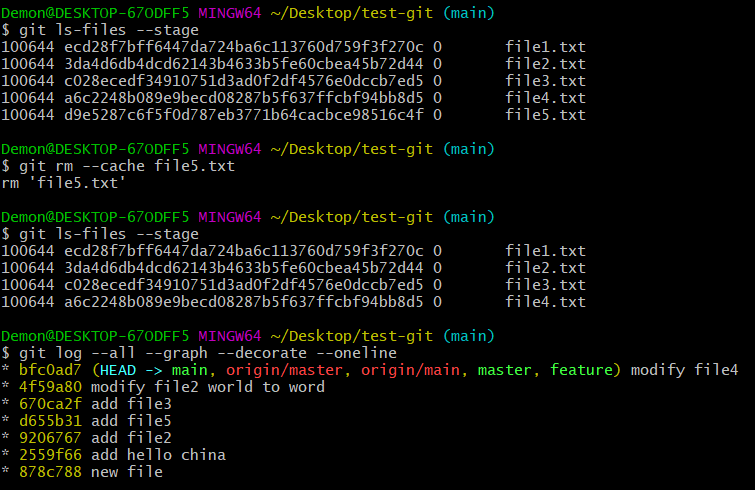 Demon@DESKTOP-67ODFF5 MINGW64 ~/Desktop/test-git (main)
$ git ls-files --stage
100644 ecd28f7bff6447da724ba6c113760d759f3f270c 0       file1.txt
100644 3da4d6db4dcd62143b4633b5fe60cbea45b72d44 0       file2.txt
100644 c028ecedf34910751d3ad0f2df4576e0dccb7ed5 0       file3.txt
100644 a6c2248b089e9becd08287b5f637ffcbf94bb8d5 0       file4.txt
100644 d9e5287c6f5f0d787eb3771b64cacbce98516c4f 0       file5.txt
Demon@DESKTOP-67ODFF5 MINGW64 ~/Desktop/test-git (main)
$ git rm --cache file5.txt
rm 'file5.txt'
Demon@DESKTOP-67ODFF5 MINGW64 ~/Desktop/test-git (main)
$ git ls-files --stage
100644 ecd28f7bff6447da724ba6c113760d759f3f270c 0       file1.txt
100644 3da4d6db4dcd62143b4633b5fe60cbea45b72d44 0       file2.txt
100644 c028ecedf34910751d3ad0f2df4576e0dccb7ed5 0       file3.txt
100644 a6c2248b089e9becd08287b5f637ffcbf94bb8d5 0       file4.txt
Demon@DESKTOP-67ODFF5 MINGW64 ~/Desktop/test-git (main)
$ git log --all --graph --decorate --oneline
* bfc0ad7 (HEAD -> main, origin/master, origin/main, master, feature) modify file4
* 4f59a80 modify file2 world to word
* 670ca2f add file3
* d655b31 add file5
* 9206767 add file2
* 2559f66 add hello china
* 878c788 new file